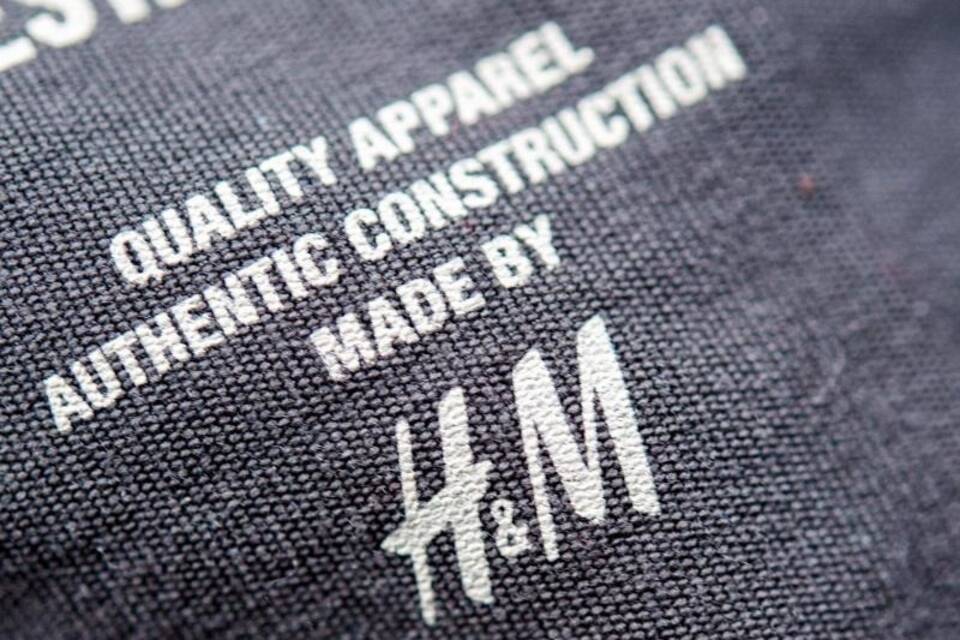 QUALITY APPAREL
AUTHENTIC CONSTRUCTION
MADE BY
H&M